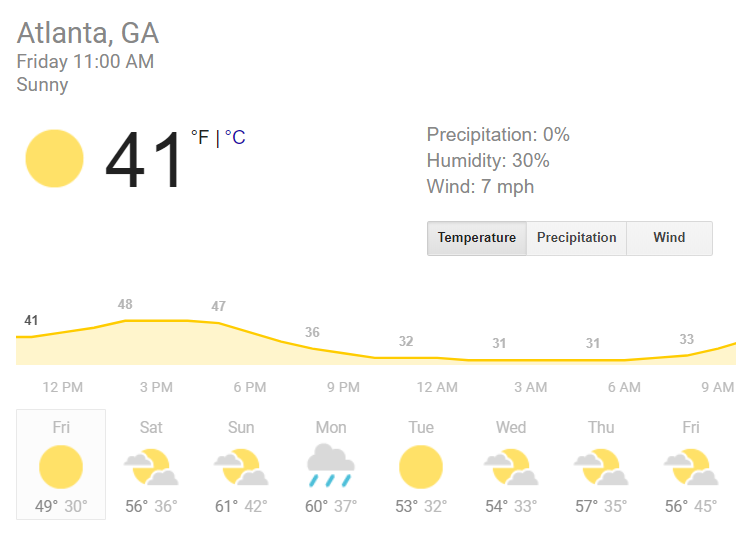 Atlanta, GA
Friday 11:00 AM
Sunny
41 °F | °C
Precipitation: 0%
Humidity: 30%
Wind: 7 mph
Temperature Precipitation Wind
41 48 47 36 32 31 31 33
12 PM 3 PM 6 PM 9 PM 12 AM 3 AM 6 AM 9 AM
Fri Sat Sun Mon Tue Wed Thu Fri
49° 30° 56° 36° 61° 42° 60° 37° 53° 32° 54° 33° 57° 35° 56° 45°